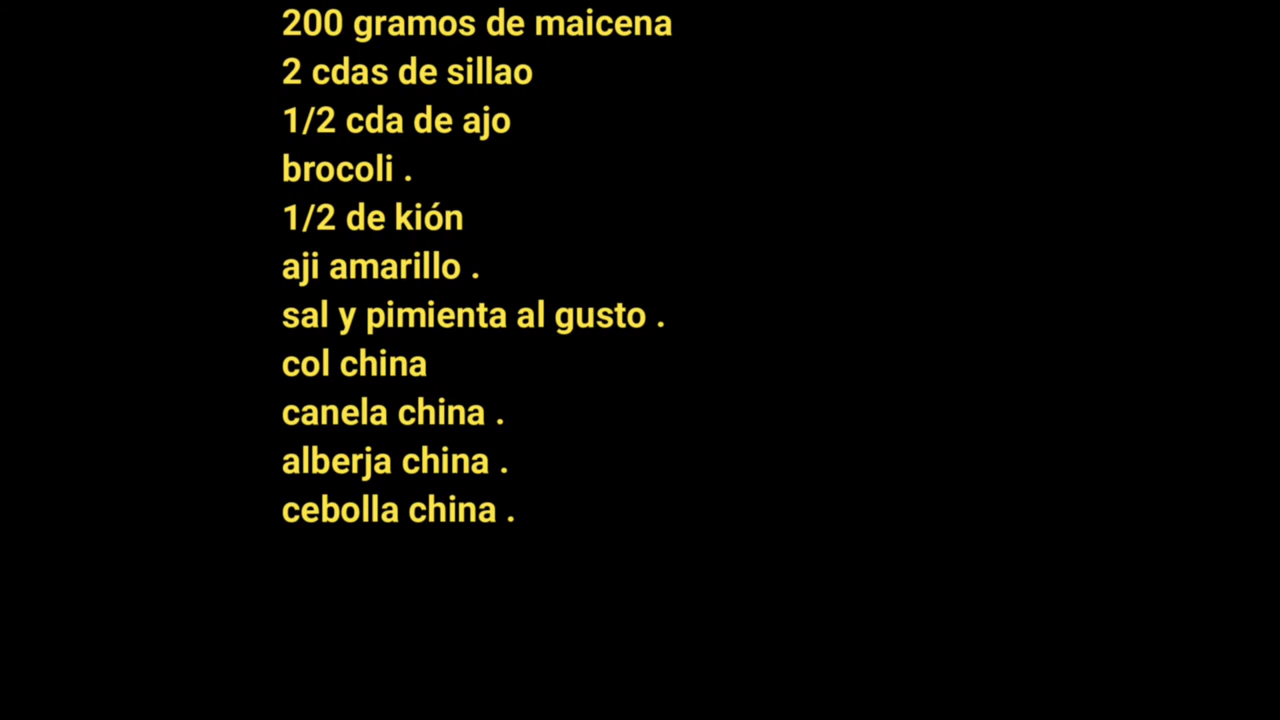 200 gramos de maicena
2 cdas de sillao
1/2 cda de ajo
brocoli .
1/2 de kión
aji amarillo .
sal y pimienta al gusto .
col china
canela china .
alberja china .
cebolla china .